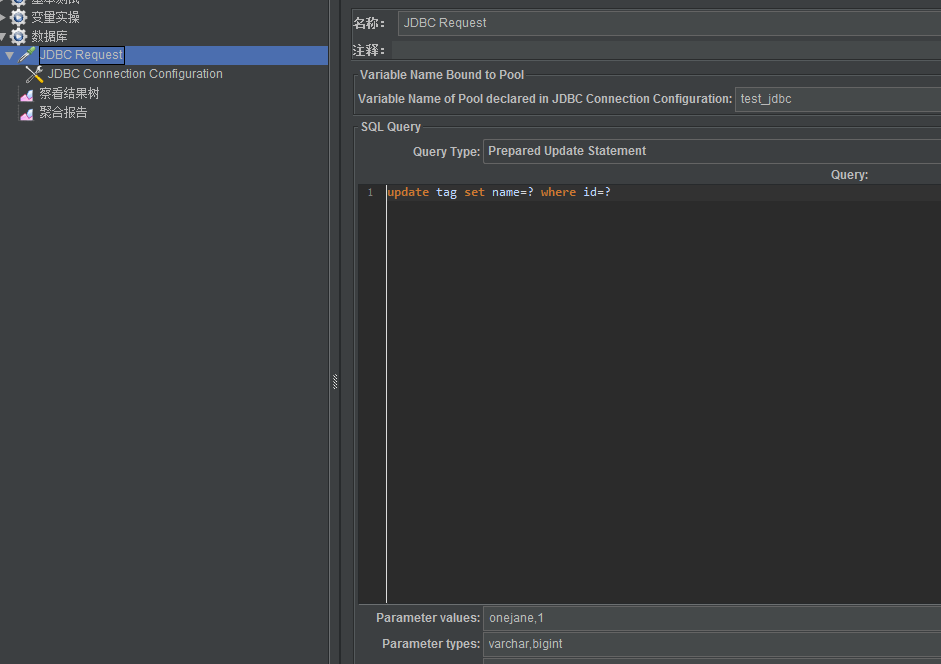 变量实操
数据库
JDBC Request
JDBC Connection Configuration
察看结果树
聚合报告
名称： JDBC Request
注释：
Variable Name Bound to Pool
Variable Name of Pool declared in JDBC Connection Configuration: test_jdbc
SQL Query
Query Type: Prepared Update Statement
Query:
1 update tag set name=? where id=?
Parameter values: onejane,1
Parameter types: varchar,bigint